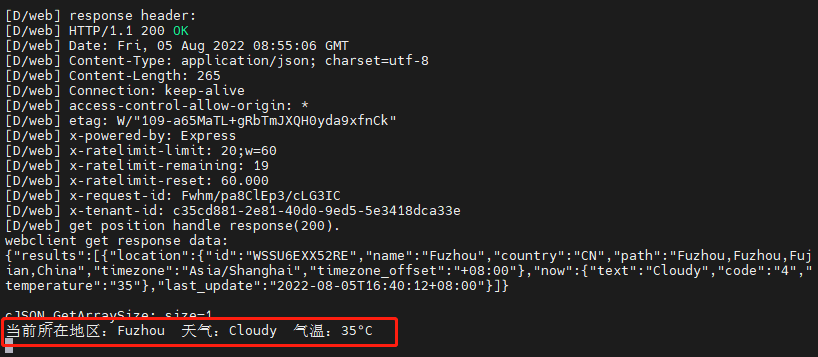 [D/web] response header:
[D/web] HTTP/1.1 200 OK
[D/web] Date: Fri, 05 Aug 2022 08:55:06 GMT
[D/web] Content-Type: application/json; charset=utf-8
[D/web] Content-Length: 265
[D/web] Connection: keep-alive
[D/web] access-control-allow-origin: *
[D/web] etag: W/"109-a65MaTL+gRbTmJXQH0yda9xfnCk"
[D/web] x-powered-by: Express
[D/web] x-ratelimit-limit: 20;w=60
[D/web] x-ratelimit-remaining: 19
[D/web] x-ratelimit-reset: 60.000
[D/web] x-request-id: Fwhm/pa8ClEp3/cLG3IC
[D/web] x-tenant-id: c35cd881-2e81-40d0-9ed5-5e3418dca33e
[D/web] get position handle response(200).
webclient get response data:
{"results":[{"location":{"id":"WSSU6EXX52RE","name":"Fuzhou","country":"CN","path":"Fuzhou,Fuzhou,Fuj
ian,China","timezone":"Asia/Shanghai","timezone_offset":"+08:00"},"now":{"text":"Cloudy","code":"4","
temperature":"35"},"last_update":"2022-08-05T16:40:12+08:00"}]}
cJSON_GetArraySize: size=1
当前所在地区：Fuzhou  天气：Cloudy  气温：35°C